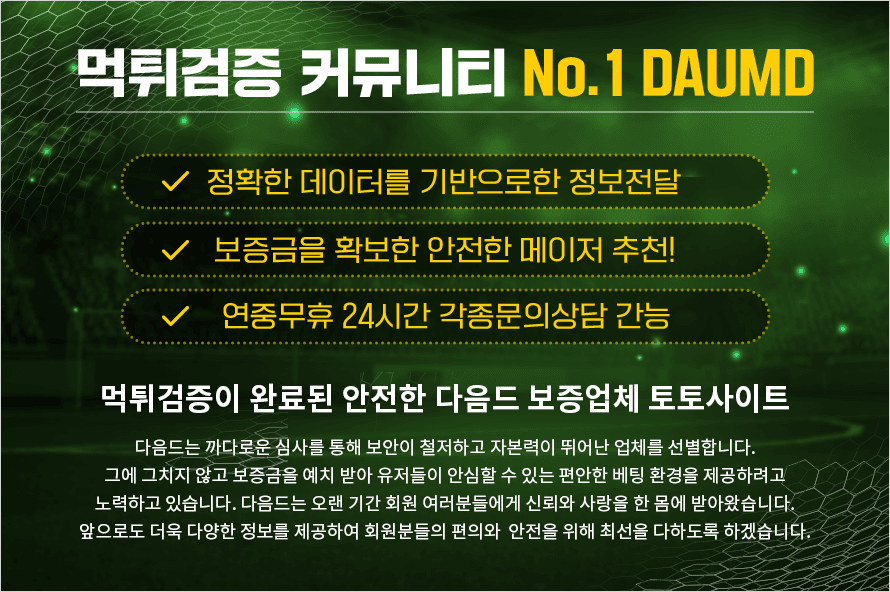 먹튀검증 커뮤니티 No.1 DAUMD
정확한 데이터를 기반으로한 정보전달
보증금을 확보한 안전한 메이저 추천!
연중무휴 24시간 각종문의상담 간능
먹튀검증이 완료된 안전한 다음드 보증업체 토토사이트
다음드는 까다로운 심사를 통해 보안이 철저하고 자본력이 뛰어난 업체를 선별합니다.
그에 그치지 않고 보증금을 예치 받아 유저들이 안심할 수 있는 편안한 베팅 환경을 제공하려고
노력하고 있습니다. 다음드는 오랜 기간 회원 여러분들에게 신뢰와 사랑을 한 몸에 받아왔습니다.
앞으로도 더욱 다양한 정보를 제공하여 회원분들의 편의와 안전을 위해 최선을 다하도록 하겠습니다.